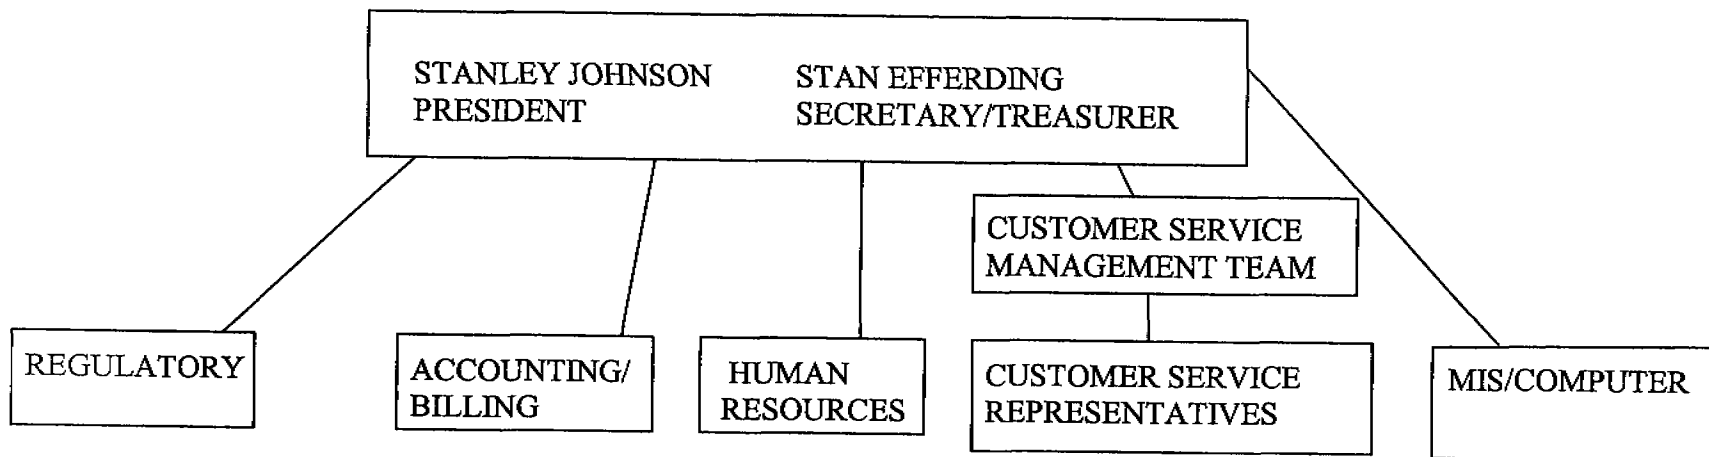 STANLEY JOHNSON
PRESIDENT
STAN EFFERDING
SECRETARY/TREASURER
CUSTOMER SERVICE
MANAGEMENT TEAM
REGULATORY
ACCOUNTING/
BILLING
HUMAN
RESOURCES
CUSTOMER SERVICE
REPRESENTATIVES
MIS/COMPUTER